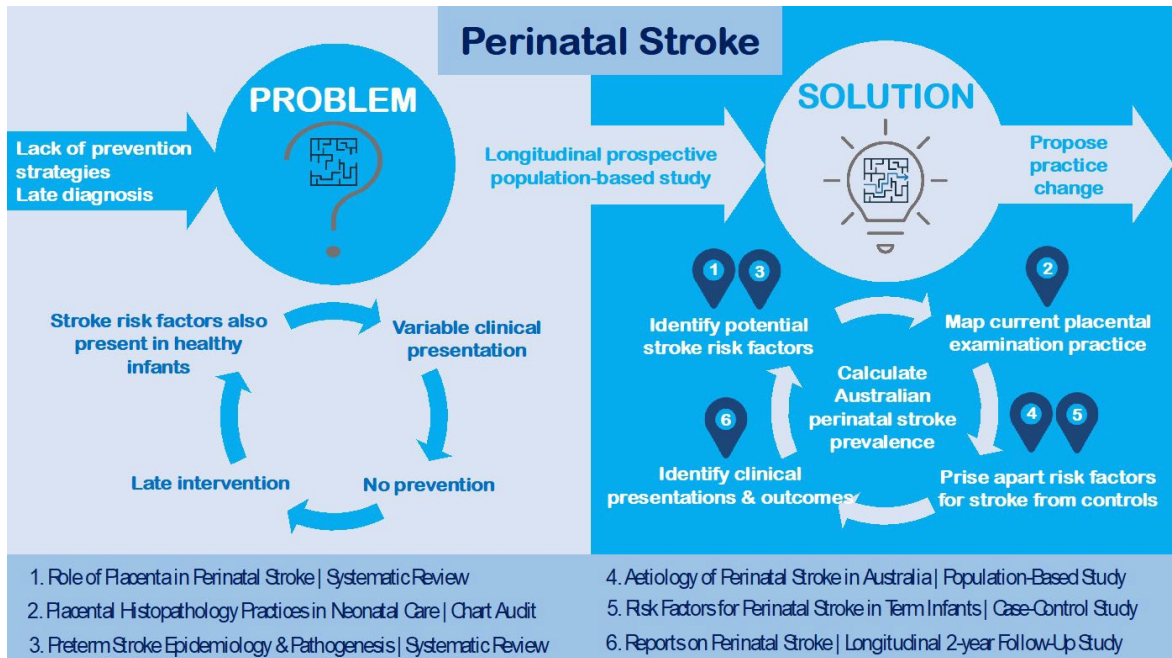 Perinatal Stroke
PROBLEM
Lack of prevention
strategies
Late diagnosis
Stroke risk factors also
present in healthy
infants
Variable clinical
presentation
No prevention
Late intervention
SOLUTION
Longitudinal prospective
population-based study
Propose
practice
change
1
3
Identify potential
stroke risk factors
2
Map current placental
examination practice
Calculate
Australian
perinatal stroke
prevalence
4
5
Prise apart risk factors
for stroke from controls
6
Identify clinical
presentations & outcomes
1. Role of Placenta in Perinatal Stroke | Systematic Review
2. Placental Histopathology Practices in Neonatal Care | Chart Audit
3. Preterm Stroke Epidemiology & Pathogenesis | Systematic Review
4. Aetiology of Perinatal Stroke in Australia | Population-Based Study
5. Risk Factors for Perinatal Stroke in Term Infants | Case-Control Study
6. Reports on Perinatal Stroke | Longitudinal 2-year Follow-Up Study